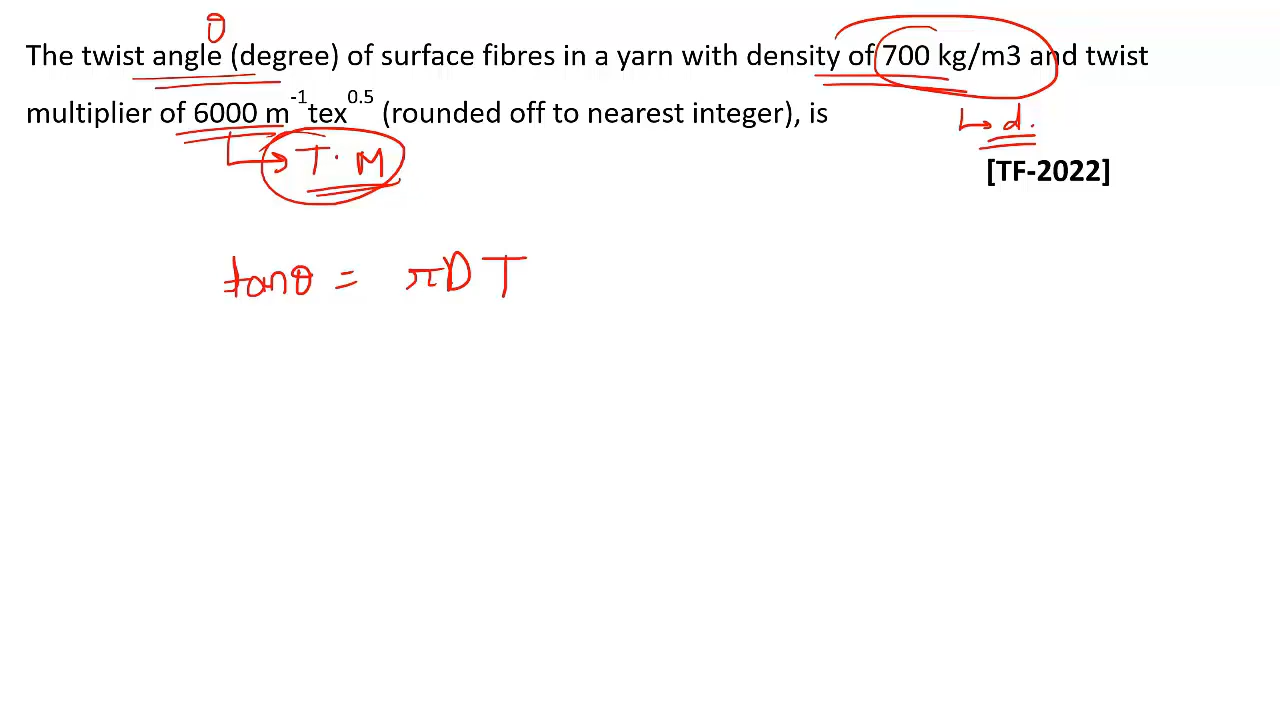 θ
The twist angle (degree) of surface fibres in a yarn with density of 700 kg/m3 and twist
multiplier of 6000 m-1tex0.5 (rounded off to nearest integer), is
d.
T. M
[TF-2022]
tanθ = πD T